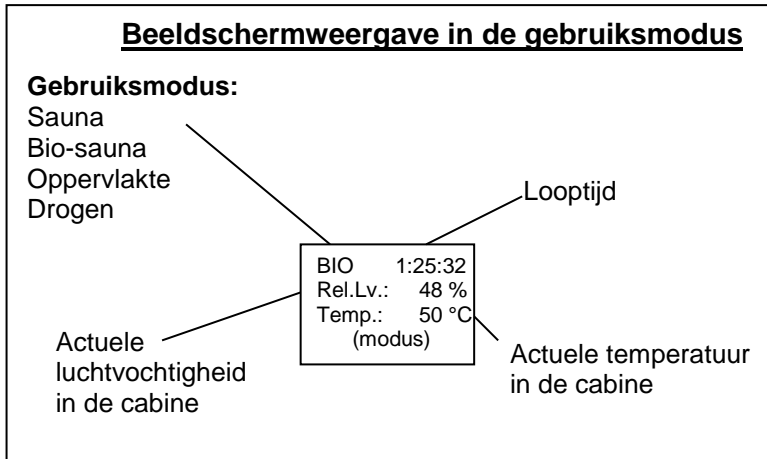 Beeldschermweergave in de gebruiksmodus
Gebruiksmodus:
Sauna
Bio-sauna
Oppervlakte
Drogen
Looptijd
BIO 1:25:32
Rel.Lv.: 48 %
Temp.: 50 °C
(modus)
Actuele
luchtvochtigheid
in de cabine
Actuele temperatuur
in de cabine